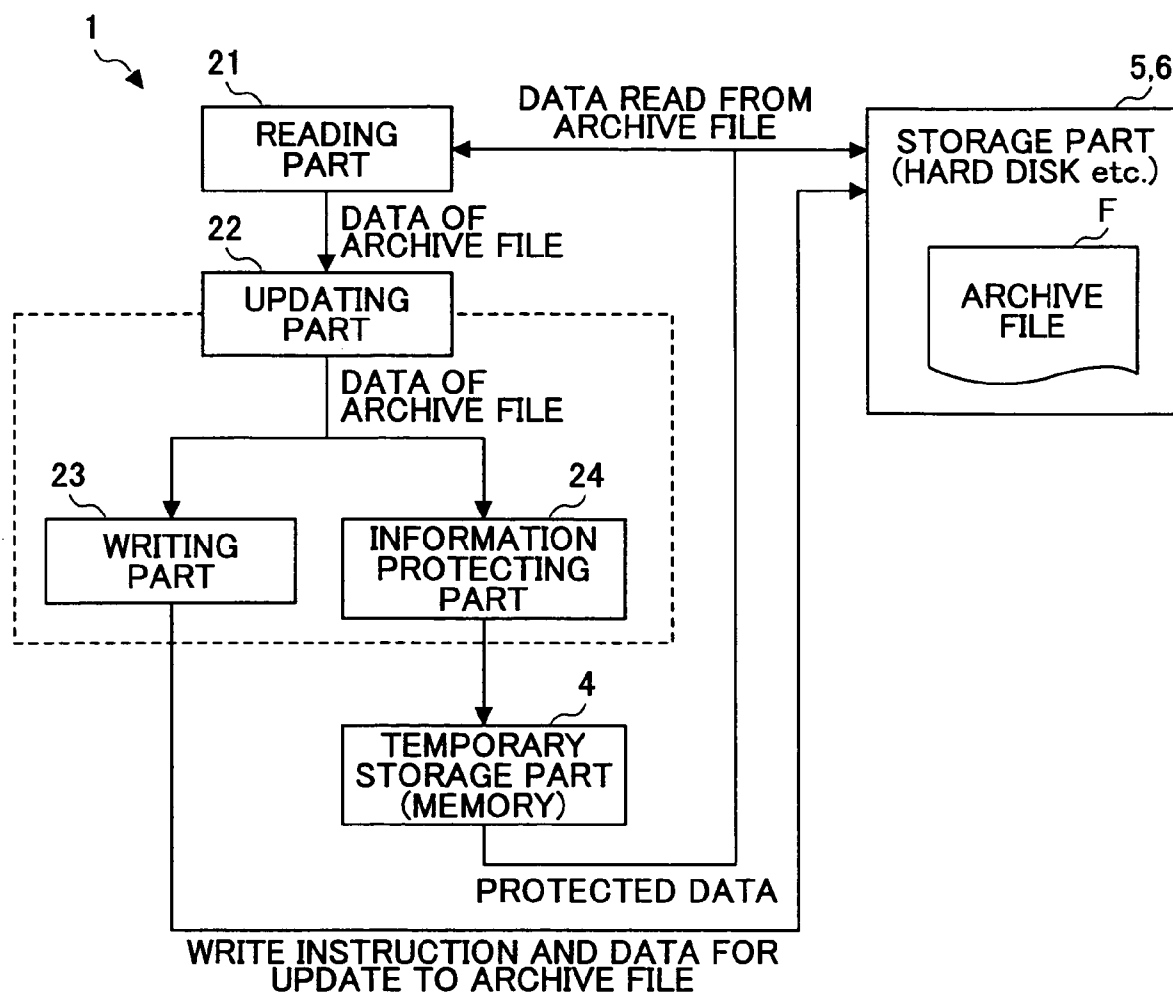 1
21
READING
PART
DATA READ FROM
ARCHIVE FILE
5,6
STORAGE PART
(HARD DISK etc.)
F
ARCHIVE
FILE
DATA OF
ARCHIVE FILE
22
UPDATING
PART
DATA OF
ARCHIVE FILE
23
WRITING
PART
24
INFORMATION
PROTECTING
PART
4
TEMPORARY
STORAGE PART
(MEMORY)
PROTECTED DATA
WRITE INSTRUCTION AND DATA FOR
UPDATE TO ARCHIVE FILE